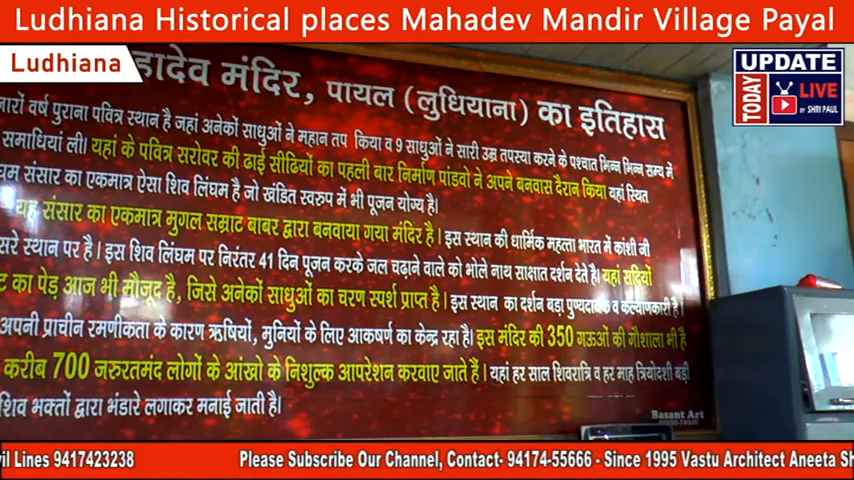 Ludhiana Historical places Mahadev Mandir Village Payal
Ludhiana
UPDATE
TODAY
LIVE
BY SHRI PAUL
हादेव मंदिर, पायल (लुधियाना) का इतिहास
वर्ष पुराना पवित्र स्थान है जहां अनेकों साधुओं ने महान तप किया व 9 साधुओं ने सारी उम्र तपस्या करने के पश्चात भिन्न भिन्न समय में
समाधियां ली। यहां के पवित्र सरोवर की ढाई सीढियों का पहली बार निर्माण पांडवो ने अपने बनवास दैरान किया यहां स्थित
संसार का एकमात्र ऐसा शिव लिंघम है जो खंडित स्वरुप में भी पूजन योग्य है।
यह संसार का एकमात्र मुगल सम्राट बाबर द्वारा बनवाया गया मंदिर है। इस स्थान की धार्मिक महत्ता भारत में कांशी जी
सरे स्थान पर है। इस शिव लिंघम पर निरंतर 41 दिन पूजन करके जल चढ़ाने वाले को भोले नाथ साक्षात दर्शन देते है। यहां सदियों
का पेड़ आज भी मौजूद है, जिसे अनेकों साधुओं का चरण स्पर्श प्राप्त है। इस स्थान का दर्शन बड़ा पुण्यदायक व कल्याणकारी है।
अपनी प्राचीन रमणीकता के कारण ऋषियों, मुनियों के लिए आकर्षण का केन्द्र रहा है। इस मंदिर की 350 गऊओं की गौशाला भी है
करीब 700 जरुरतमंद लोगों के आंखो के निशुल्क आपरेशन करवाए जाते हैं। यहां हर साल शिवरात्रि व हर माह त्रियोदशी बड़ी
शिव भक्तों द्वारा भंडारे लगाकर मनाई जाती है।
Basant Art
vil Lines 9417423238 Please Subscribe Our Channel, Contact- 94174-55666 - Since 1995 Vastu Architect Aneeta Sh